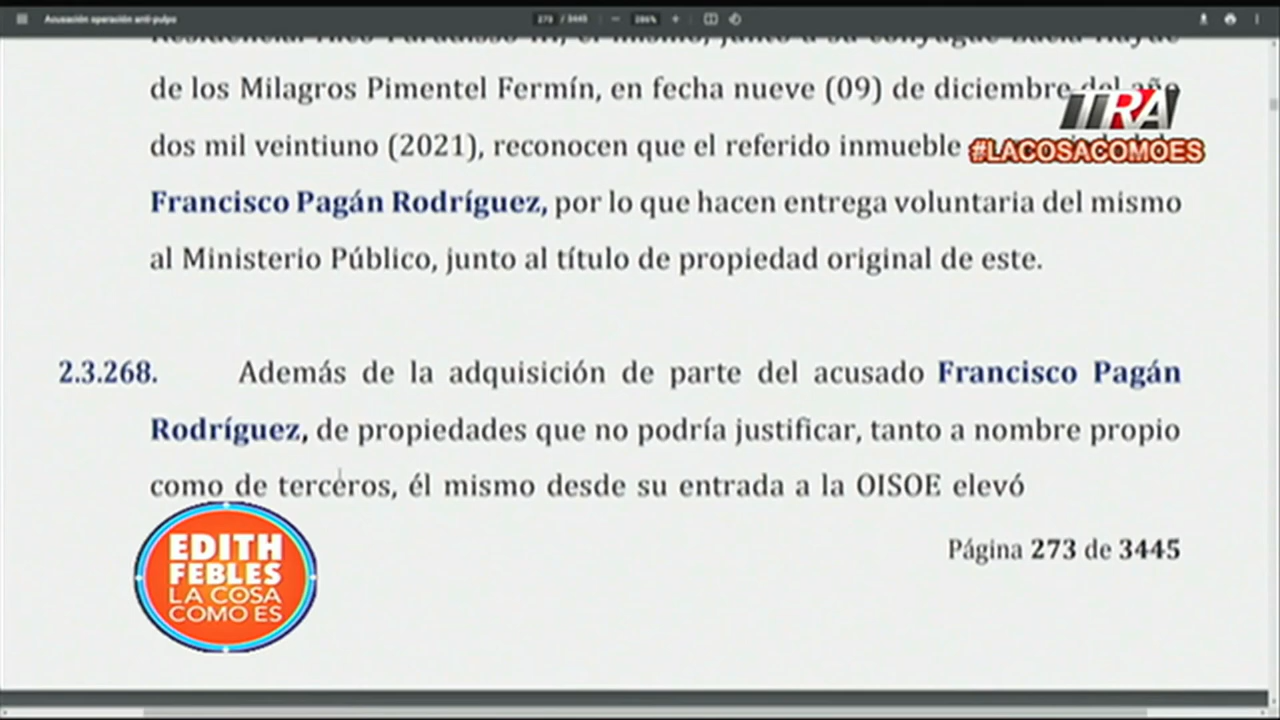 Acusación operación anti-pulpo
273 / 3445
286%
de los Milagros Pimentel Fermín, en fecha nueve (09) de diciembre del año
TRA
dos mil veintiuno (2021), reconocen que el referido inmueble
#LACOSACOMOES
Francisco Pagán Rodríguez, por lo que hacen entrega voluntaria del mismo
al Ministerio Público, junto al título de propiedad original de este.
2.3.268. Además de la adquisición de parte del acusado Francisco Pagán
Rodríguez, de propiedades que no podría justificar, tanto a nombre propio
como de terceros, él mismo desde su entrada a la OISOE elevó
Página 273 de 3445
EDITH
FEBLES
LA COSA
COMO ES